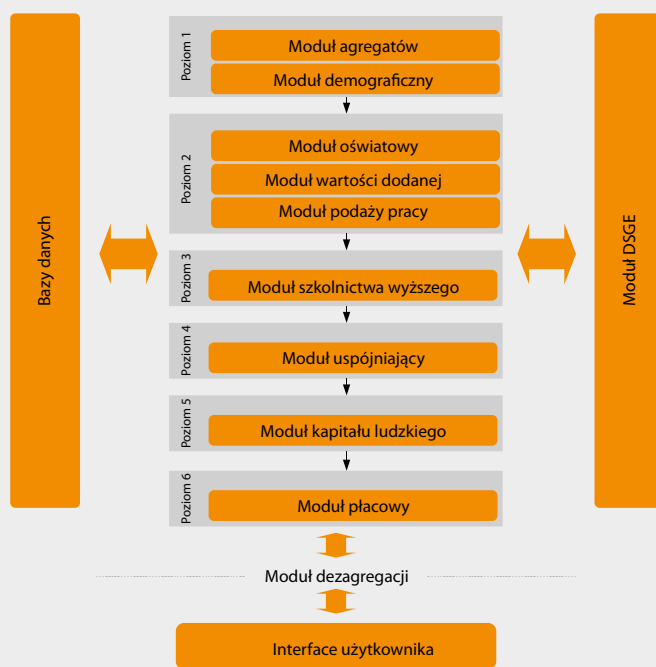 Bazy danych
Poziom 1
Moduł agregatów
Moduł demograficzny
Poziom 2
Moduł oświatowy
Moduł wartości dodanej
Moduł podaży pracy
Poziom 3
Moduł szkolnictwa wyższego
Poziom 4
Moduł uspójniający
Poziom 5
Moduł kapitału ludzkiego
Poziom 6
Moduł płacowy
Moduł DSGE
Moduł dezagregacji
Interface użytkownika